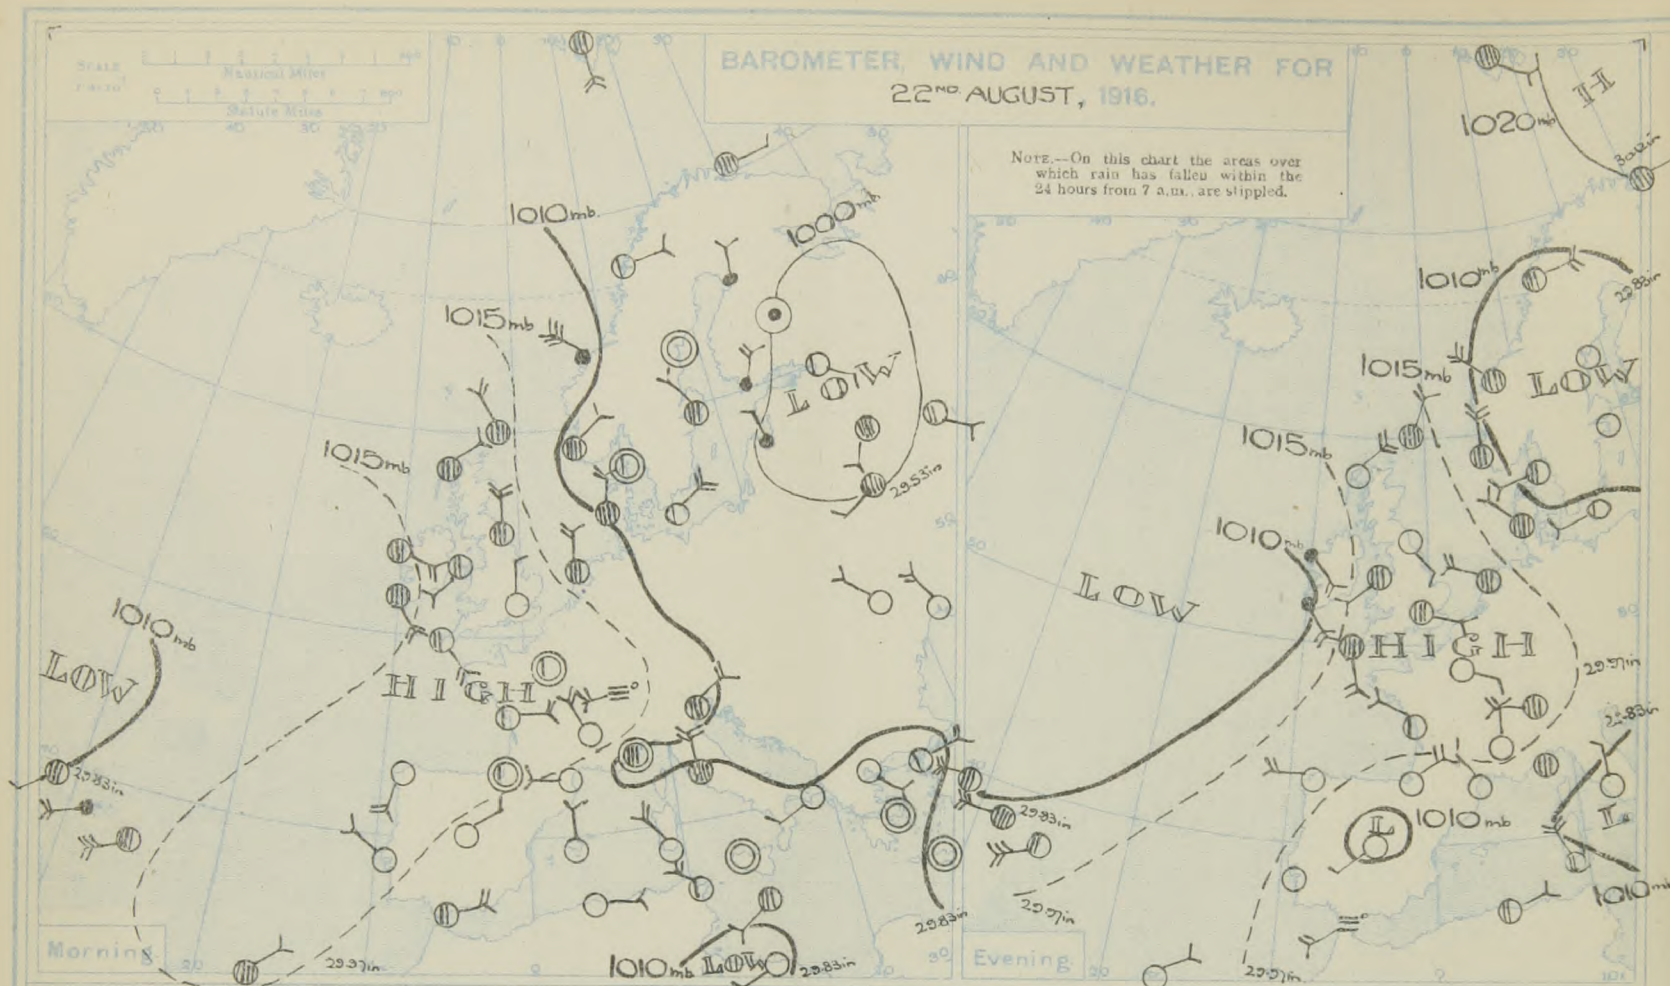 BAROMETER, WIND AND WEATHER FOR
22ND. AUGUST, 1916.
NOTE.—On this chart the areas over
which rain has fallen within the
24 hours from 7 a.m., are stippled.
SCALE
Nautical Miles
Statute Miles
1010mb.
1000mb
1015mb
LOW
1015mb
29.53in
1010mb
LOW
HIGH
29.83in
29.83in
29.97in
1010mb LOW 29.83in
Morning
H
1020mb
30.12in
1010mb
29.83in
1015mb
LOW
1015mb
1010mb
LOW
HIGH
29.97in
29.83in
29.83in
L
1010mb
L
1010mb
29.97in
29.97in
Evening